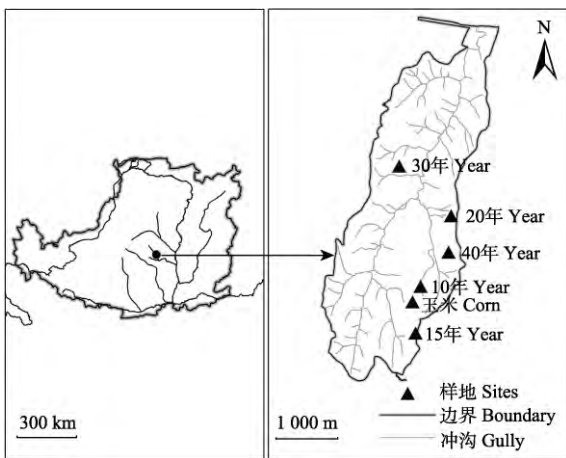 N
30年 Year
20年 Year
40年 Year
10年 Year
玉米 Corn
15年 Year
样地 Sites
边界 Boundary
冲沟 Gully
300 km
1 000 m